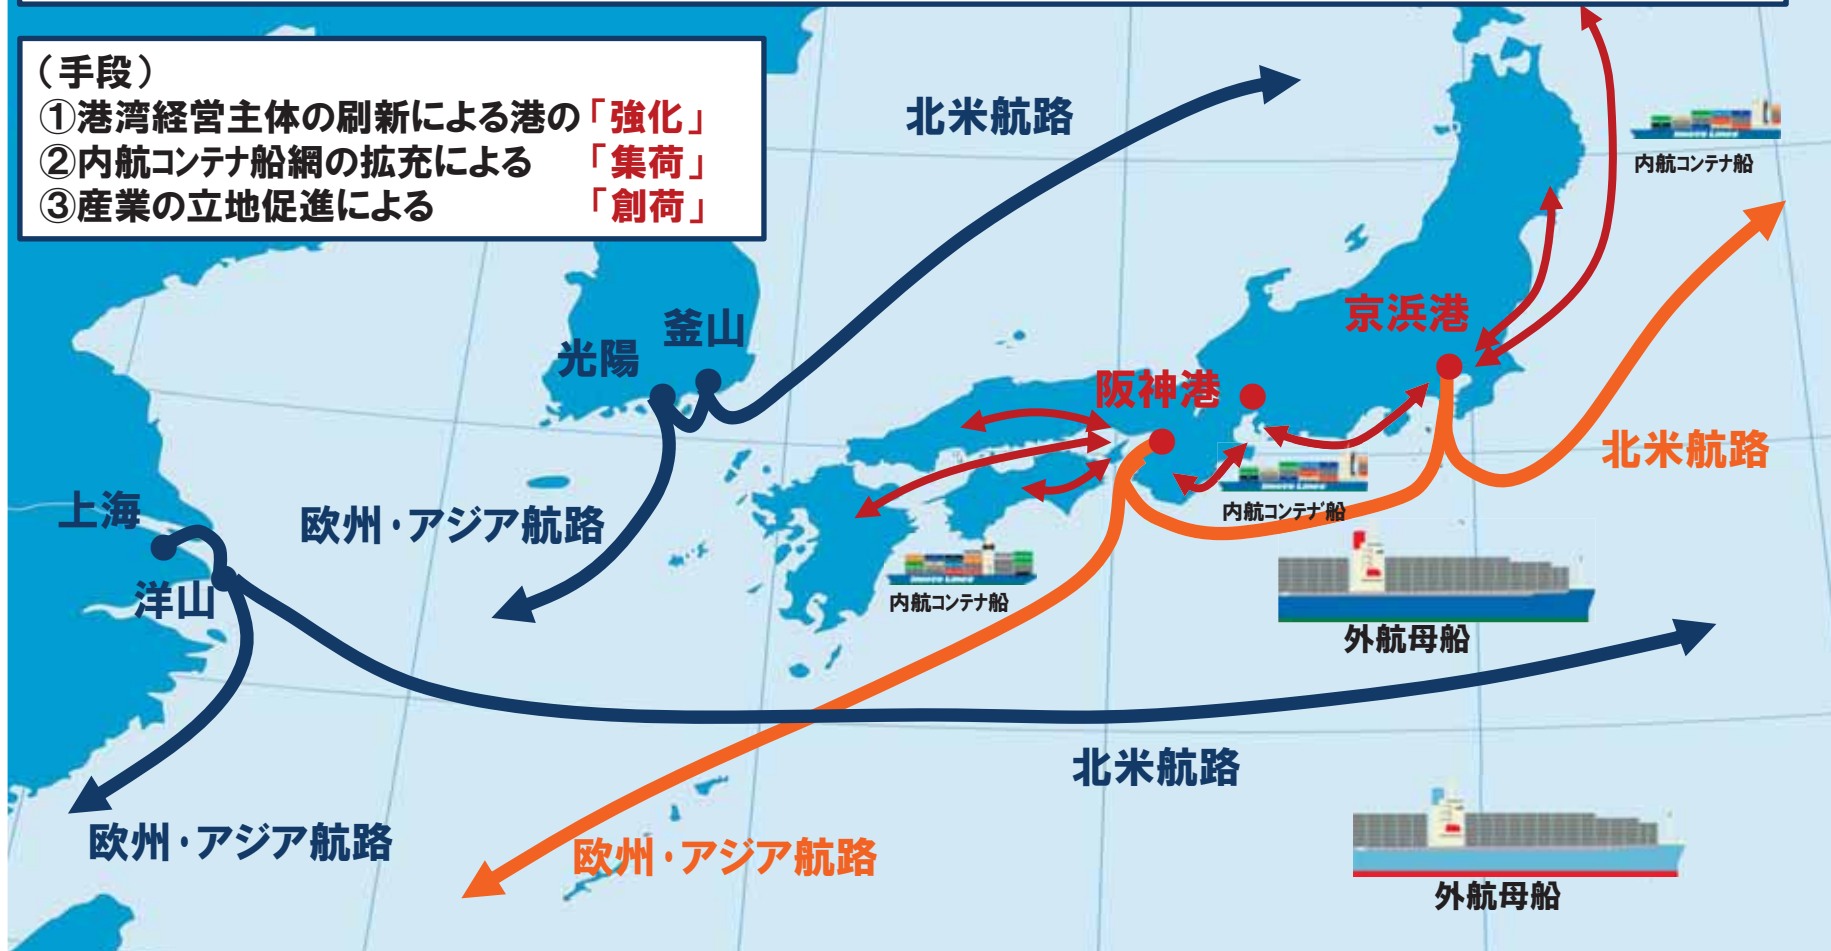 （手段）
①港湾経営主体の刷新による港の「強化」
②内航コンテナ船網の拡充による 「集荷」
③産業の立地促進による 「創荷」
北米航路
内航コンテナ船
京浜港
釜山
光陽
阪神港
北米航路
上海
欧州・アジア航路
内航コンテナ船
洋山
内航コンテナ船
外航母船
北米航路
欧州・アジア航路
欧州・アジア航路
外航母船